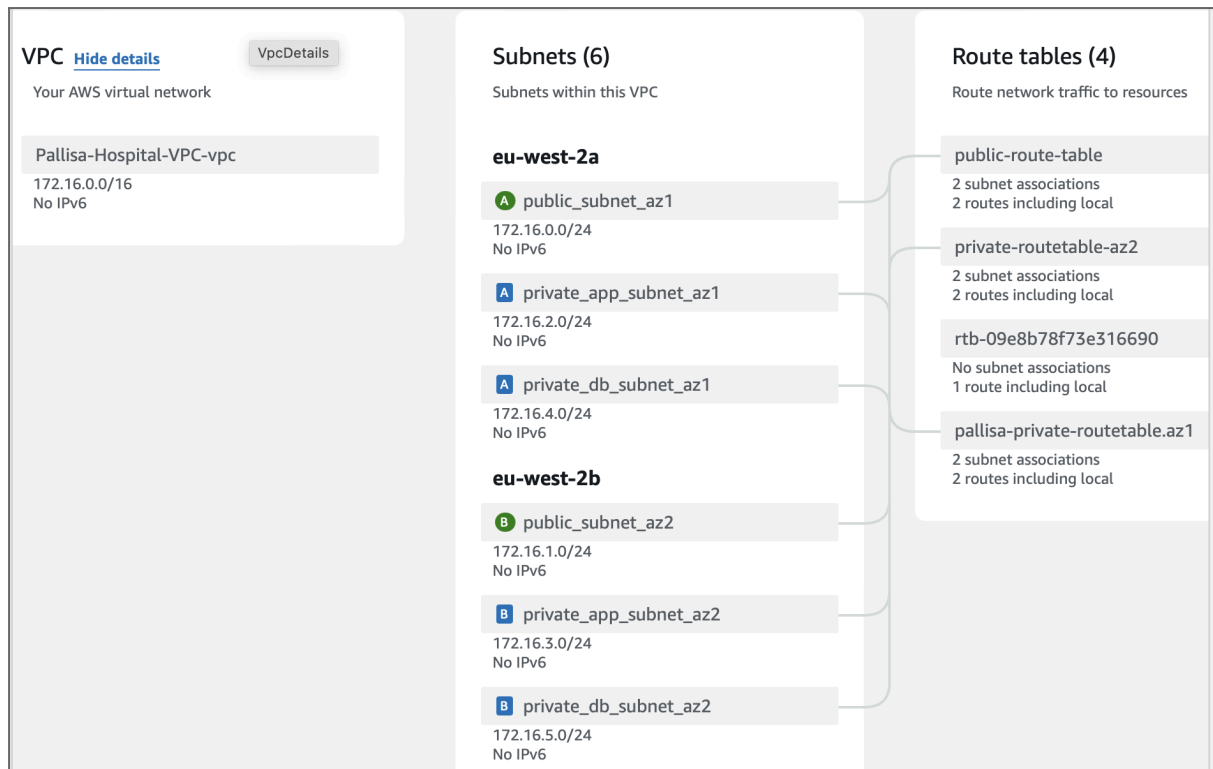 VPC Hide details
VpcDetails
Your AWS virtual network
Pallisa-Hospital-VPC-vpc
172.16.0.0/16
No IPv6
Subnets (6)
Subnets within this VPC
eu-west-2a
A public_subnet_az1
172.16.0.0/24
No IPv6
A private_app_subnet_az1
172.16.2.0/24
No IPv6
A private_db_subnet_az1
172.16.4.0/24
No IPv6
eu-west-2b
B public_subnet_az2
172.16.1.0/24
No IPv6
B private_app_subnet_az2
172.16.3.0/24
No IPv6
B private_db_subnet_az2
172.16.5.0/24
No IPv6
Route tables (4)
Route network traffic to resources
public-route-table
2 subnet associations
2 routes including local
private-routetable-az2
2 subnet associations
2 routes including local
rtb-09e8b78f73e316690
No subnet associations
1 route including local
pallisa-private-routetable.az1
2 subnet associations
2 routes including local